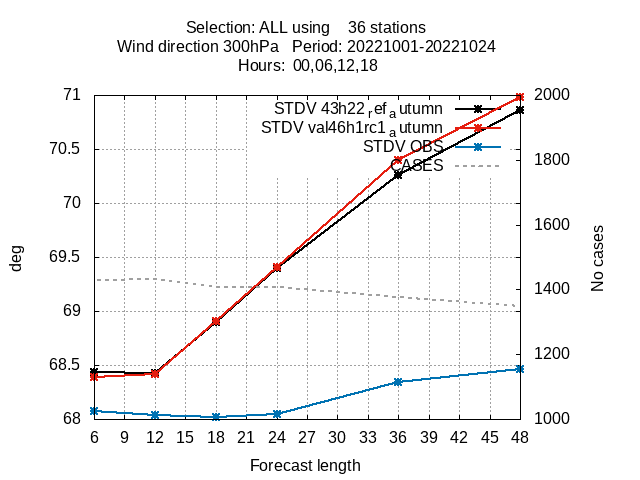 Selection: ALL using 36 stations
Wind direction 300hPa Period: 20221001-20221024
Hours: 00,06,12,18
STDV 43h22ref_autumn
STDV val46h1rc1_autumn
STDV OBS
CASES
71
70.5
70
69.5
69
68.5
68
2000
1800
1600
1400
1200
1000
deg
No cases
6 9 12 15 18 21 24 27 30 33 36 39 42 45 48
Forecast length